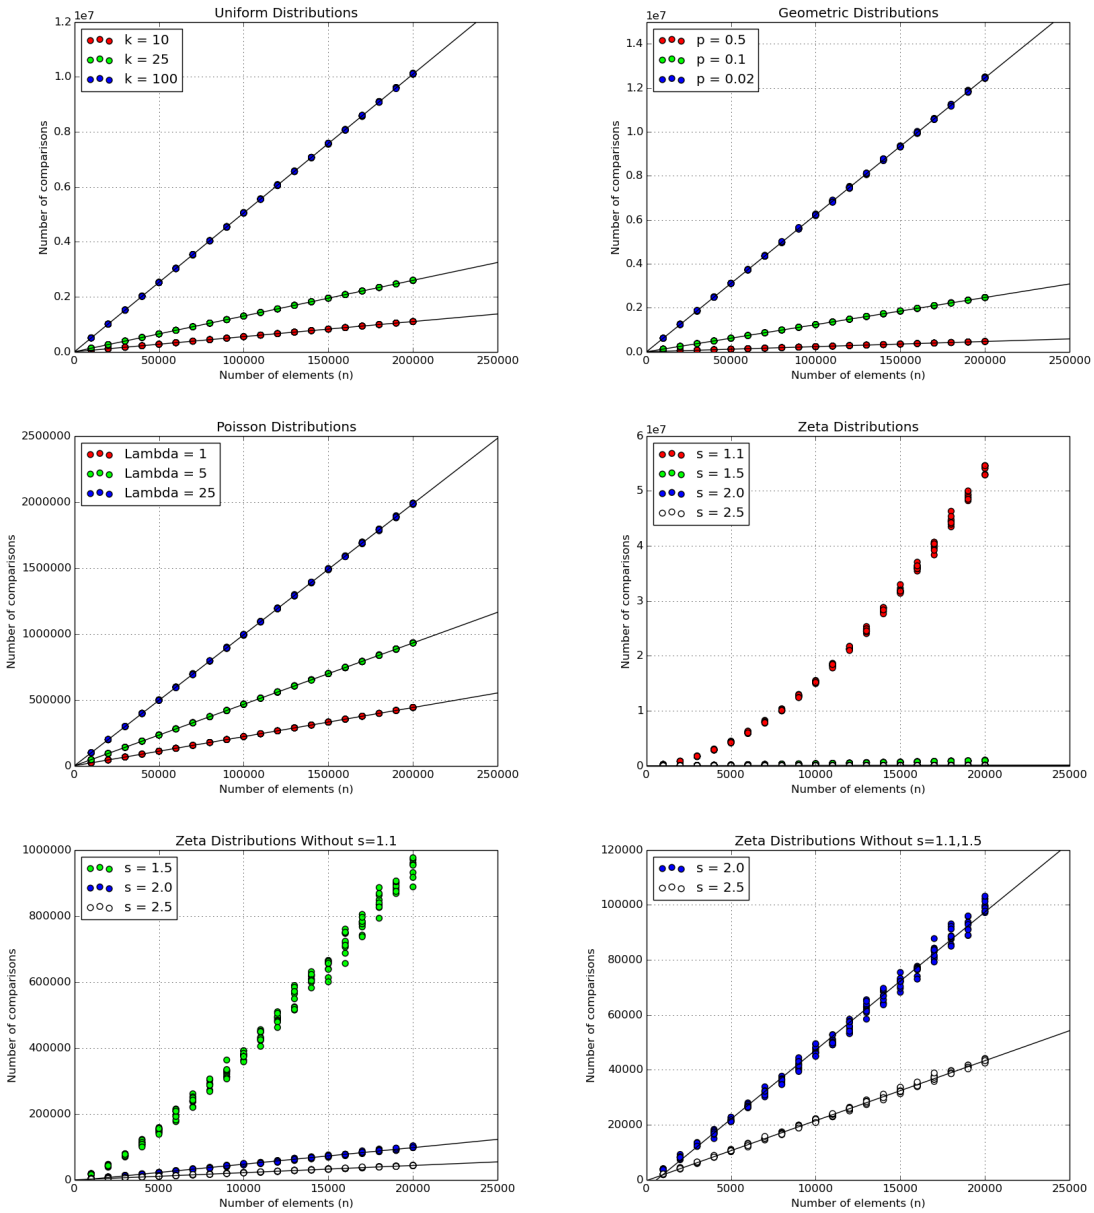 Uniform Distributions
1e7
1.2
1.0
0.8
0.6
0.4
0.2
0.0
k = 10
k = 25
k = 100
Number of comparisons
50000
100000
150000
200000
250000
Number of elements (n)
Geometric Distributions
1e7
1.4
1.2
1.0
0.8
0.6
0.4
0.2
0.0
p = 0.5
p = 0.1
p = 0.02
Number of comparisons
50000
100000
150000
200000
250000
Number of elements (n)
Poisson Distributions
2500000
2000000
1500000
1000000
500000
0
Lambda = 1
Lambda = 5
Lambda = 25
Number of comparisons
50000
100000
150000
200000
250000
Number of elements (n)
Zeta Distributions
1e7
6
5
4
3
2
1
0
s = 1.1
s = 1.5
s = 2.0
s = 2.5
Number of comparisons
0
5000
10000
15000
20000
25000
Number of elements (n)
Zeta Distributions Without s=1.1
1000000
800000
600000
400000
200000
0
s = 1.5
s = 2.0
s = 2.5
Number of comparisons
0
5000
10000
15000
20000
25000
Number of elements (n)
Zeta Distributions Without s=1.1,1.5
120000
100000
80000
60000
40000
20000
0
s = 2.0
s = 2.5
Number of comparisons
0
5000
10000
15000
20000
25000
Number of elements (n)